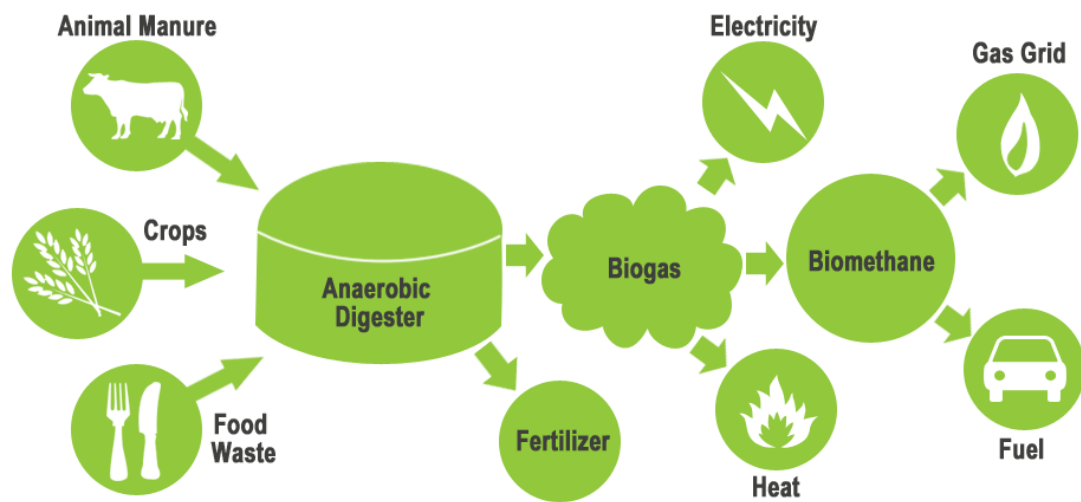 Animal Manure
Crops
Food
Waste
Anaerobic
Digester
Fertilizer
Biogas
Electricity
Heat
Biomethane
Gas Grid
Fuel